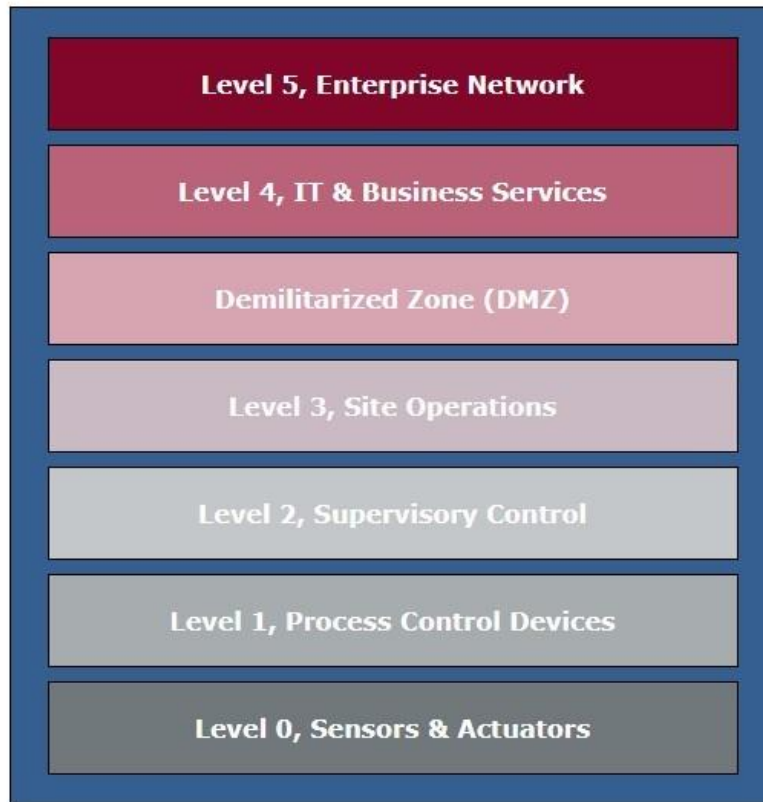 Level 5, Enterprise Network
Level 4, IT & Business Services
Demilitarized Zone (DMZ)
Level 3, Site Operations
Level 2, Supervisory Control
Level 1, Process Control Devices
Level 0, Sensors & Actuators